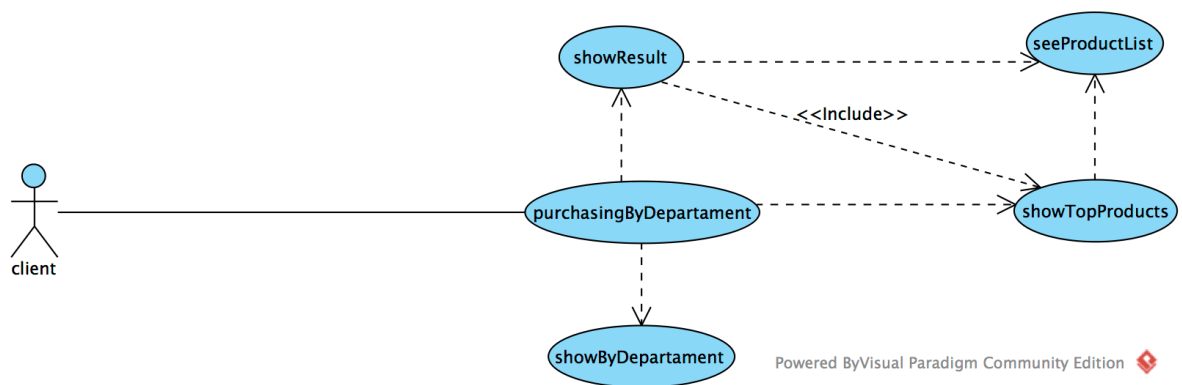 showResult
seeProductList
<<Include>>
purchasingByDepartament
showTopProducts
client
showByDepartament
Powered ByVisual Paradigm Community Edition